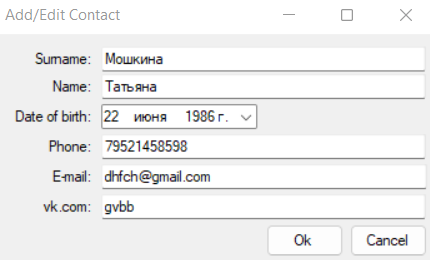 Add/Edit Contact
Surname: Мошкина
Name: Татьяна
Date of birth: 22 июня 1986 г.
Phone: 79521458598
E-mail: dhfch@gmail.com
vk.com: gvbb
Ok Cancel